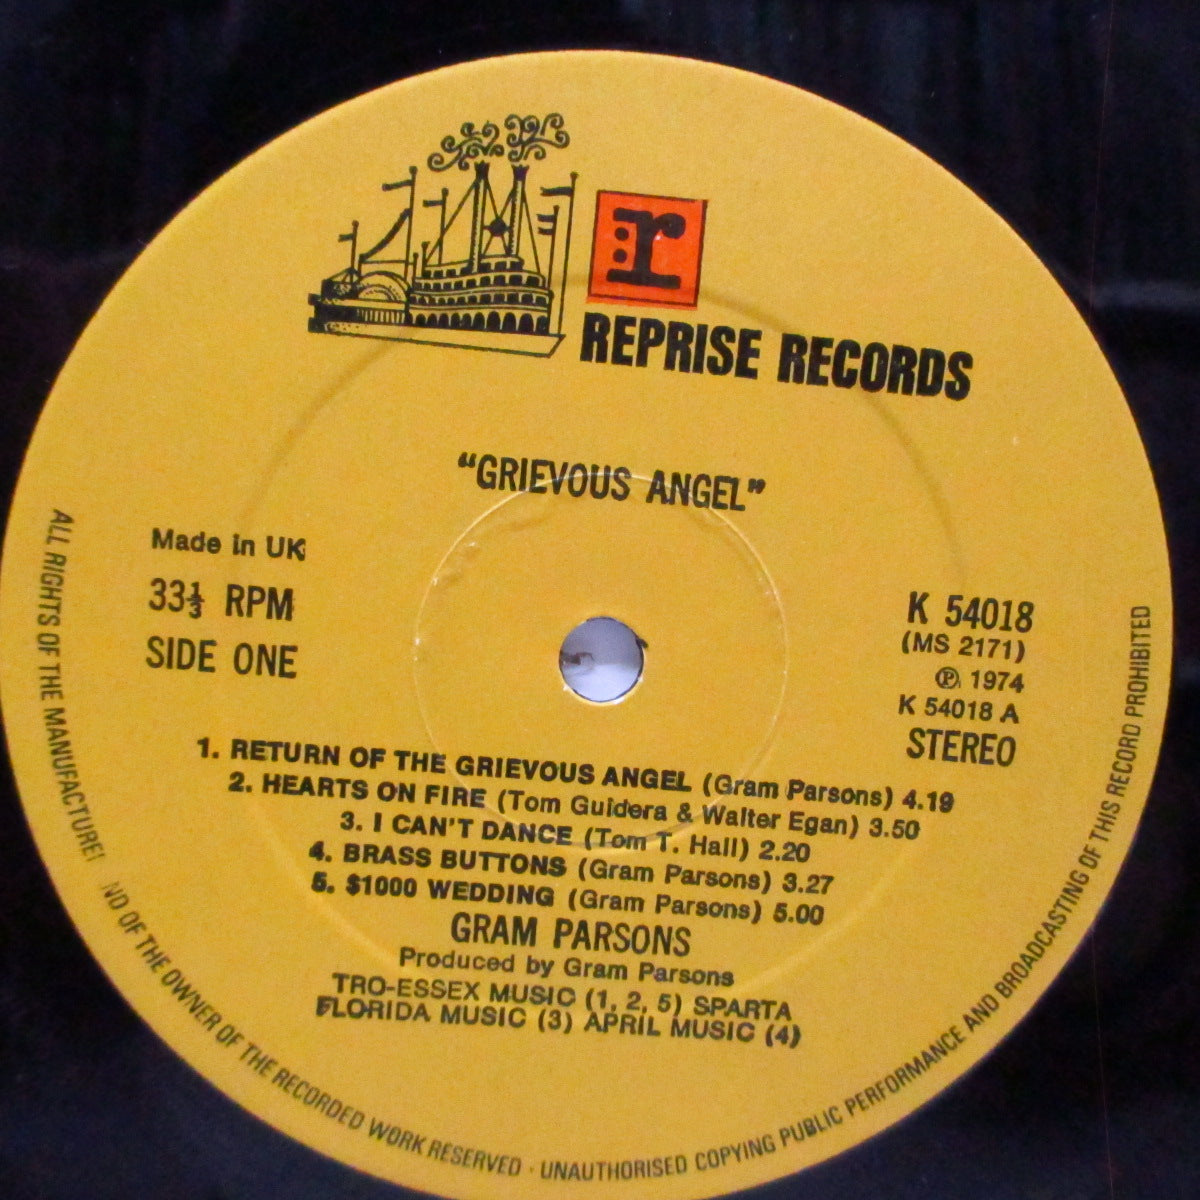 r:
REPRISE RECORDS
“GRIEVOUS ANGEL”
Made in UK
33⅓ RPM
SIDE ONE
K 54018
(MS 2171)
Ⓟ 1974
K 54018 A
STEREO
1. RETURN OF THE GRIEVOUS ANGEL (Gram Parsons) 4.19
2. HEARTS ON FIRE (Tom Guidera & Walter Egan) 3.50
3. I CAN'T DANCE (Tom T. Hall) 2.20
4. BRASS BUTTONS (Gram Parsons) 3.27
5. $1000 WEDDING (Gram Parsons) 5.00
GRAM PARSONS
Produced by Gram Parsons
TRO-ESSEX MUSIC (1, 2, 5) SPARTA
FLORIDA MUSIC (3) APRIL MUSIC (4)
ALL RIGHTS OF THE MANUFACTURE! ND OF THE OWNER OF THE RECORDED WORK RESERVED · UNAUTHORISED COPYING PUBLIC PERFORMANCE AND BROADCASTING OF THIS RECORD PROHIBITED